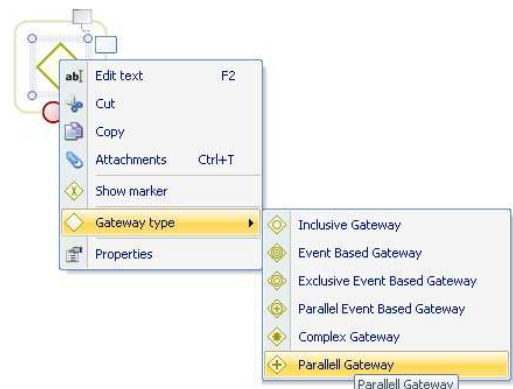 Edit text F2
Cut
Copy
Attachments Ctrl+T
Show marker
Gateway type
Properties
Inclusive Gateway
Event Based Gateway
Exclusive Event Based Gateway
Parallel Event Based Gateway
Complex Gateway
Parallell Gateway
Parallell Gateway